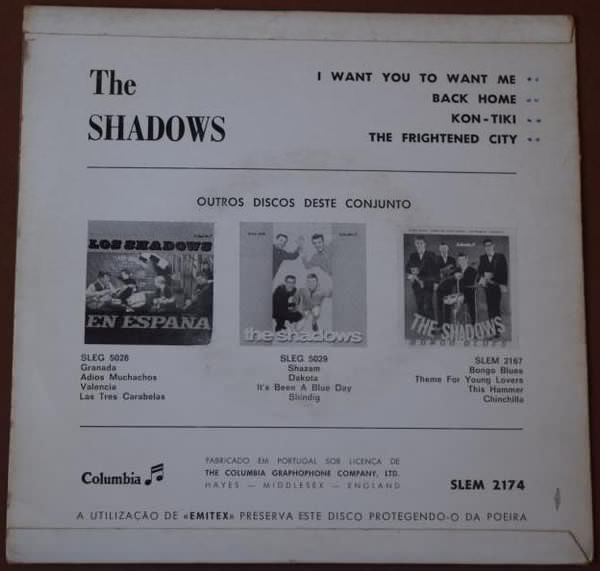 The
SHADOWS
I WANT YOU TO WANT ME
BACK HOME
KON-TIKI
THE FRIGHTENED CITY
OUTROS DISCOS DESTE CONJUNTO
LOS SHADOWS
EN ESPAÑA
the shadows
THE SHADOWS
BONGO BLUES
SLEG 5028
Granada
Adios Muchachos
Valencia
Las Tres Carabelas
SLEG 5029
Shazam
Dakota
It's Been A Blue Day
Shindig
SLEM 2167
Bongo Blues
Theme For Young Lovers
This Hammer
Chinchilla
Columbia
FABRICADO EM PORTUGAL SOB LICENÇA DE
THE COLUMBIA GRAPHOPHONE COMPANY, LTD.
HAYES — MIDDLESEX — ENGLAND
SLEM 2174
A UTILIZAÇÃO DE «EMITEX» PRESERVA ESTE DISCO PROTEGENDO-O DA POEIRA